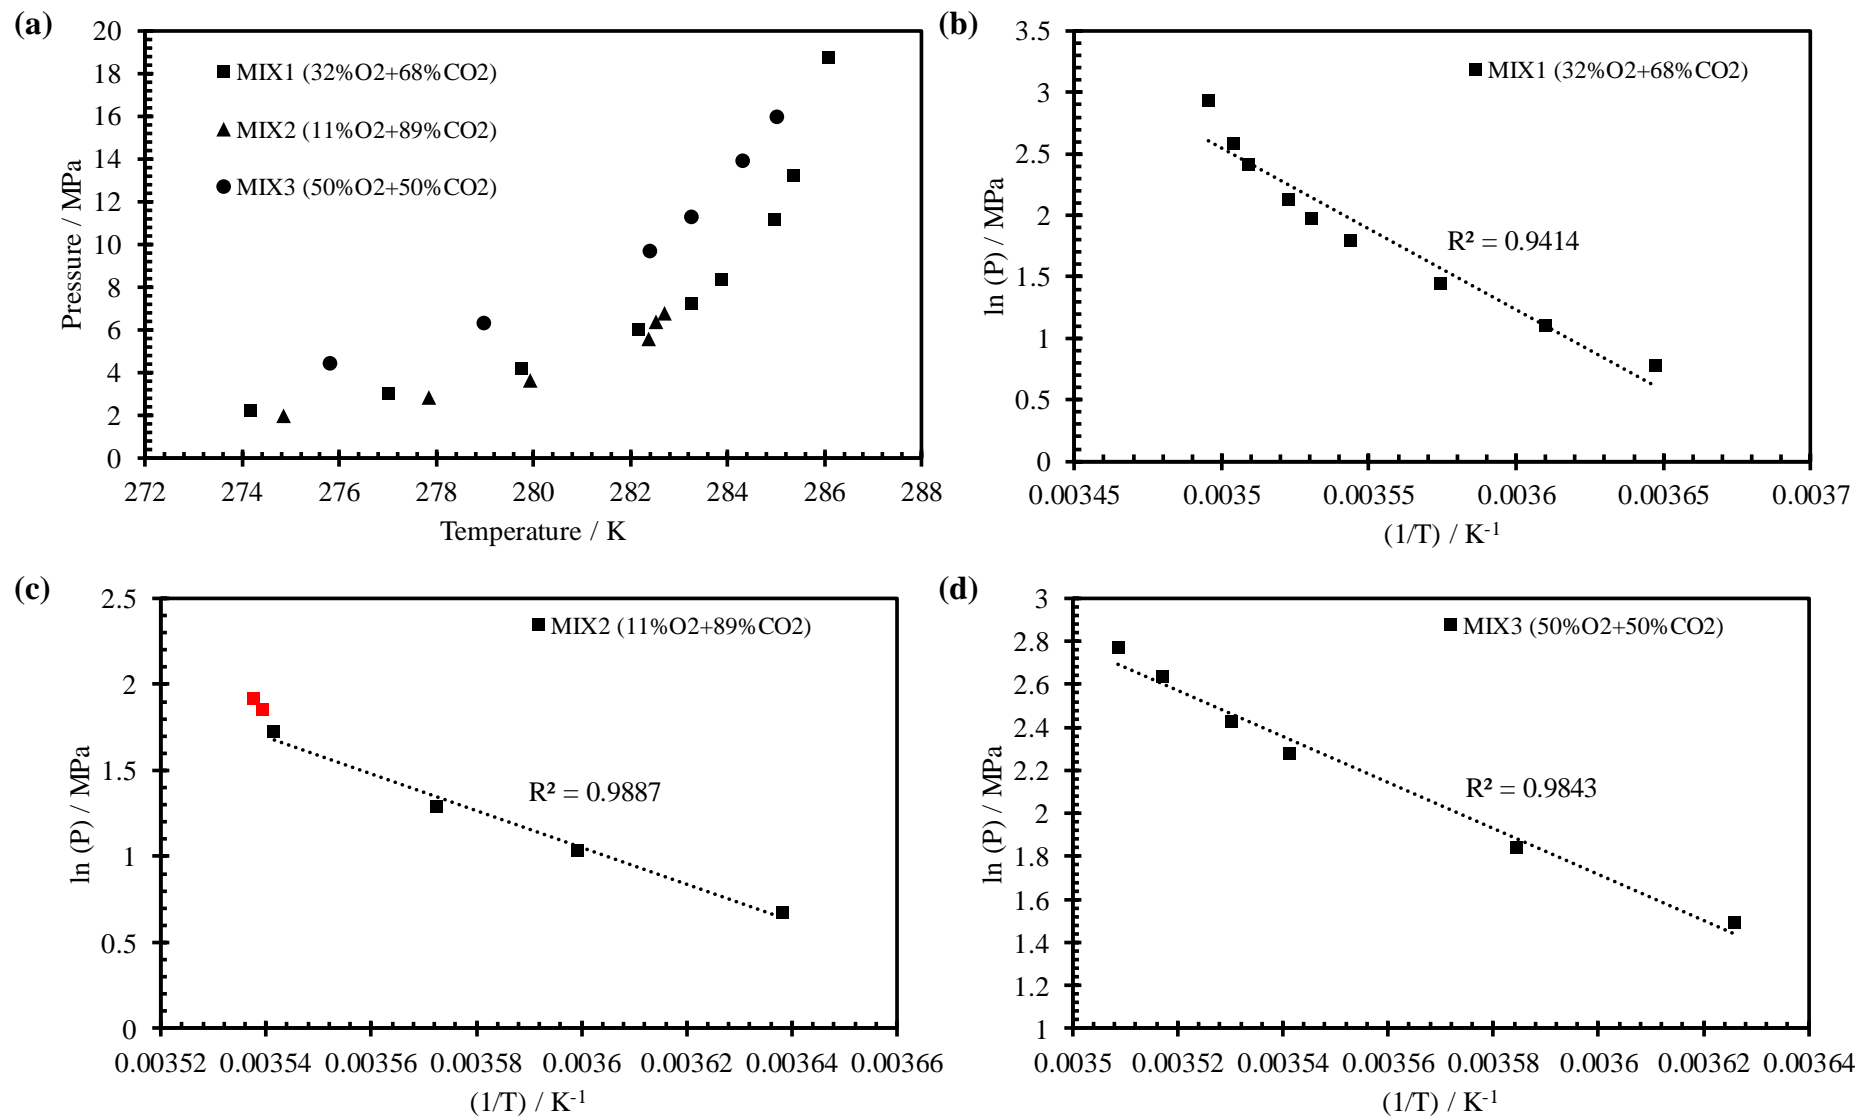 (a)
20
18
16
14
12
10
8
6
4
2
0
Pressure / MPa
MIX1 (32%O2+68%CO2)
MIX2 (11%O2+89%CO2)
MIX3 (50%O2+50%CO2)
272 274 276 278 280 282 284 286 288
Temperature / K
(b)
3.5
3
2.5
2
1.5
1
0.5
0
ln (P) / MPa
MIX1 (32%O2+68%CO2)
R² = 0.9414
0.00345 0.0035 0.00355 0.0036 0.00365 0.0037
(1/T) / K-1
(c)
2.5
2
1.5
1
0.5
0
ln (P) / MPa
MIX2 (11%O2+89%CO2)
R² = 0.9887
0.00352 0.00354 0.00356 0.00358 0.0036 0.00362 0.00364 0.00366
(1/T) / K-1
(d)
3
2.8
2.6
2.4
2.2
2
1.8
1.6
1.4
1.2
1
ln (P) / MPa
MIX3 (50%O2+50%CO2)
R² = 0.9843
0.0035 0.00352 0.00354 0.00356 0.00358 0.0036 0.00362 0.00364
(1/T) / K-1